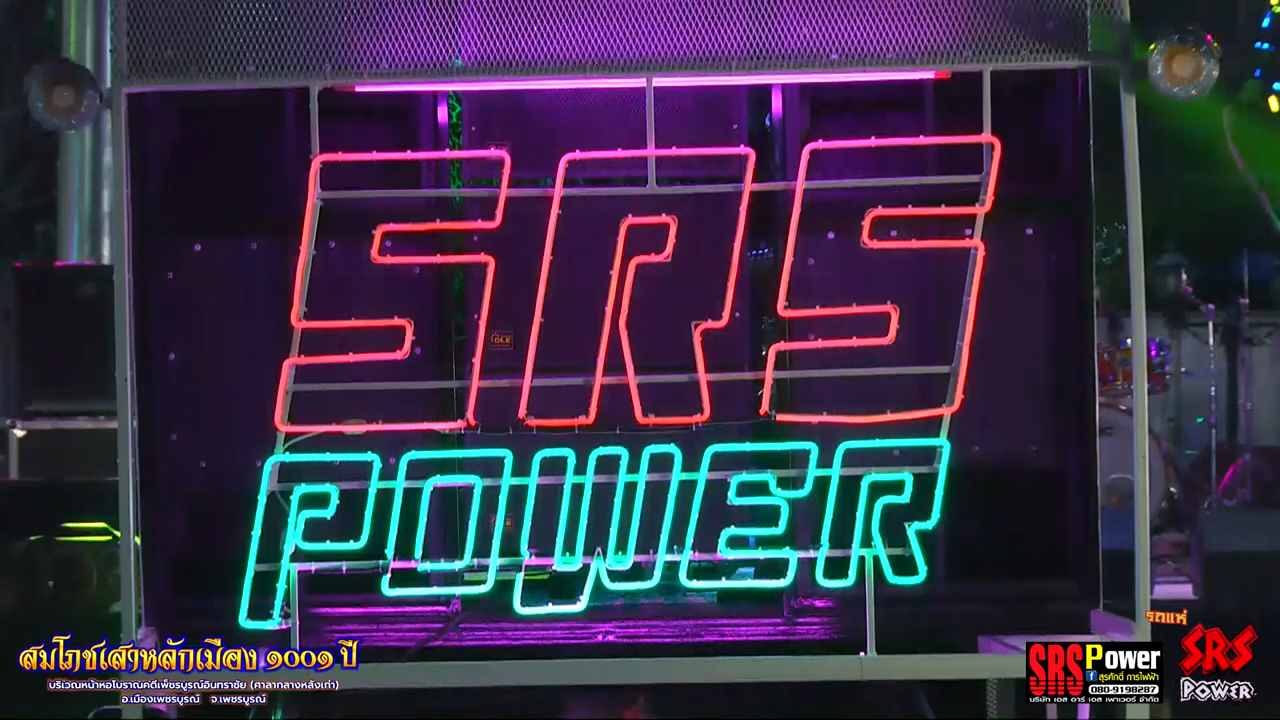 SRS
POWER
สมโภชเสาหลักเมือง ๑๐๐๑ ปี
บริเวณหน้าหอโบราณคดีเพ็ชรบูรณ์อินทราชัย (ศาลากลางหลังเก่า)
อ.เมืองเพชรบูรณ์ จ.เพชรบูรณ์
SRS Power
สุรศักดิ์ การไฟฟ้า
080-9198287
บริษัท เอส อาร์ เอส เพาเวอร์ จำกัด
รถแห่
SRS
POWER